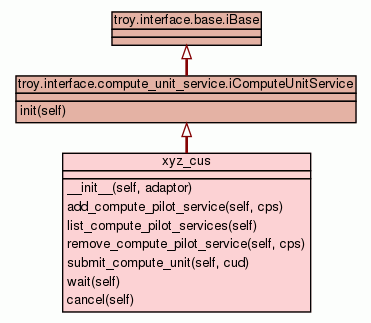 troy.interface.base.iBase
troy.interface.compute_unit_service.iComputeUnitService
init(self)
xyz_cus
__init__(self, adaptor)
add_compute_pilot_service(self, cps)
list_compute_pilot_services(self)
remove_compute_pilot_service(self, cps)
submit_compute_unit(self, cud)
wait(self)
cancel(self)